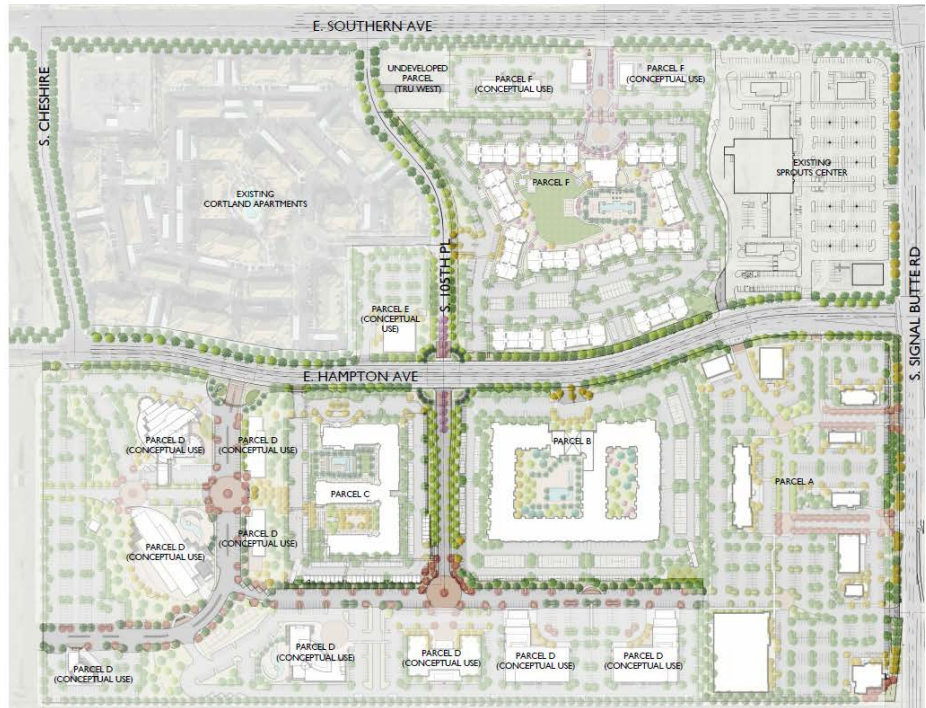 E. SOUTHERN AVE
S. CHESHIRE
UNDEVELOPED
PARCEL
(TRU WEST)
PARCEL F
(CONCEPTUAL USE)
PARCEL F
(CONCEPTUAL USE)
EXISTING
CORTLAND APARTMENTS
PARCEL F
EXISTING
SPROUTS CENTER
S. 105TH PL
S. SIGNAL BUTTE RD
PARCEL E
(CONCEPTUAL
USE)
E. HAMPTON AVE
PARCEL D
(CONCEPTUAL USE)
PARCEL D
(CONCEPTUAL USE)
PARCEL B
PARCEL C
PARCEL A
PARCEL D
(CONCEPTUAL USE)
PARCEL D
(CONCEPTUAL USE)
PARCEL D
(CONCEPTUAL USE)
PARCEL D
(CONCEPTUAL USE)
PARCEL D
(CONCEPTUAL USE)
PARCEL D
(CONCEPTUAL USE)
PARCEL D
(CONCEPTUAL USE)